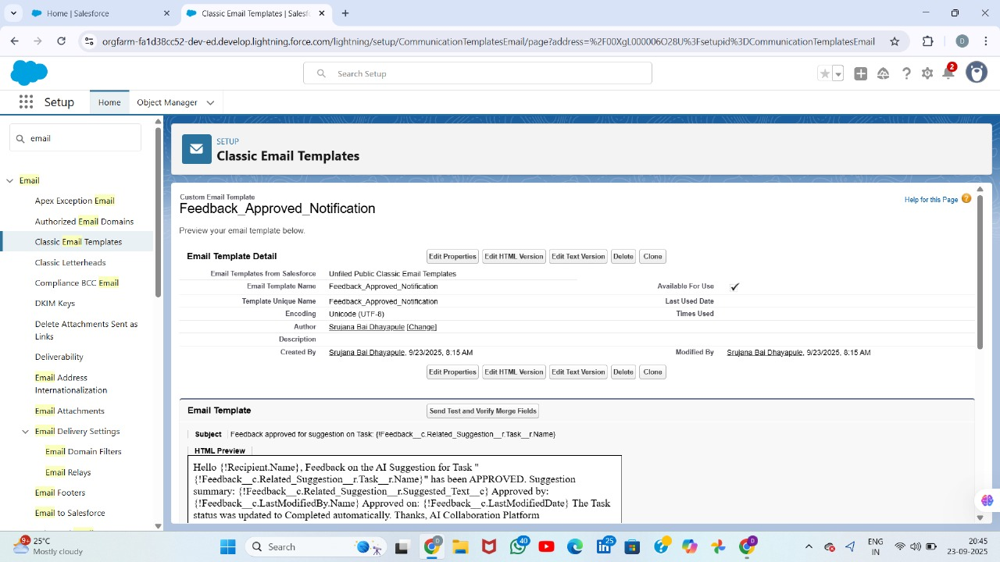 Home | Salesforce
Classic Email Templates | Salesf
orgfarm-fa1d38cc52-dev-ed.develop.lightning.force.com/lightning/setup/CommunicationTemplatesEmail/page?address=%2F00XgL000006O28U%3Fsetupid%3DCommunicationTemplatesEmail
D
Search Setup
2
Setup
Home
Object Manager
email
Email
Apex Exception Email
Authorized Email Domains
Classic Email Templates
Classic Letterheads
Compliance BCC Email
DKIM Keys
Delete Attachments Sent as
Links
Deliverability
Email Address
Internationalization
Email Attachments
Email Delivery Settings
Email Domain Filters
Email Relays
Email Footers
Email to Salesforce
SETUP
Classic Email Templates
Custom Email Template
Feedback_Approved_Notification
Help for this Page ?
Preview your email template below.
Email Template Detail
Edit Properties Edit HTML Version Edit Text Version Delete Clone
Email Templates from Salesforce Unfiled Public Classic Email Templates
Email Template Name Feedback_Approved_Notification Available For Use
Template Unique Name Feedback_Approved_Notification Last Used Date
Encoding Unicode (UTF-8) Times Used
Author Srujana Bai Dhayapule [Change]
Description
Created By Srujana Bai Dhayapule, 9/23/2025, 8:15 AM Modified By Srujana Bai Dhayapule, 9/23/2025, 8:15 AM
Edit Properties Edit HTML Version Edit Text Version Delete Clone
Email Template Send Test and Verify Merge Fields
Subject Feedback approved for suggestion on Task: {!Feedback__c.Related_Suggestion__r.Task__r.Name}
HTML Preview
Hello {!Recipient.Name}, Feedback on the AI Suggestion for Task "
{!Feedback__c.Related_Suggestion__r.Task__r.Name}" has been APPROVED. Suggestion
summary: {!Feedback__c.Related_Suggestion__r.Suggested_Text__c} Approved by:
{!Feedback__c.LastModifiedBy.Name} Approved on: {!Feedback__c.LastModifiedDate} The Task
status was updated to Completed automatically. Thanks, AI Collaboration Platform
9+
25°C
Mostly cloudy
Search
D
40
25
D
ENG
IN
20:45
23-09-2025